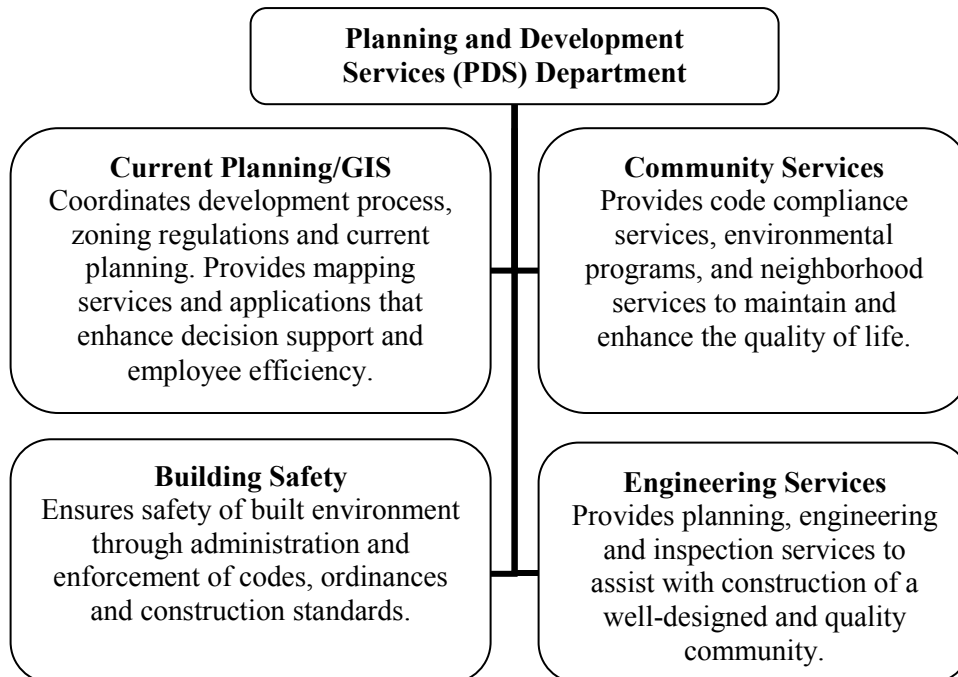 Planning and Development
Services (PDS) Department
Current Planning/GIS
Coordinates development process,
zoning regulations and current
planning. Provides mapping
services and applications that
enhance decision support and
employee efficiency.
Community Services
Provides code compliance
services, environmental
programs, and neighborhood
services to maintain and
enhance the quality of life.
Building Safety
Ensures safety of built environment
through administration and
enforcement of codes, ordinances
and construction standards.
Engineering Services
Provides planning, engineering
and inspection services to
assist with construction of a
well-designed and quality
community.